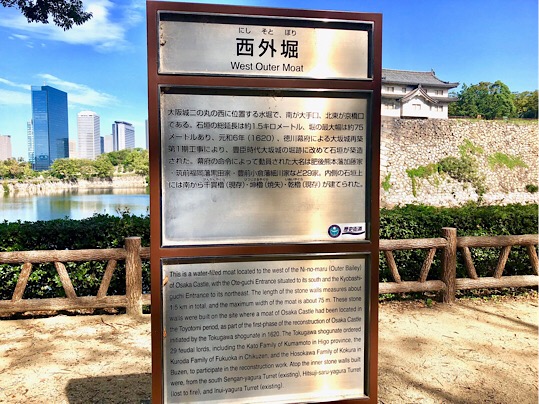 にし そと ぼり
西外堀
West Outer Moat
大阪城二の丸の西に位置する水堀で、南が大手口、北東が京橋口
である。石垣の総延長は約1.5キロメートル、堀の最大幅は約75
メートルあり、元和6年（1620）、徳川幕府による大阪城再築
第1期工事により、豊臣時代大坂城の堀跡に改めて石垣が築造
された。幕府の命令によって動員された大名は肥後熊本藩加藤家
・筑前福岡藩黒田家・豊前小倉藩細川家など29家。内側の石垣上
には南から千貫櫓（現存）・坤櫓（焼失）・乾櫓（現存）が建てられた。
歴史街道
This is a water-filled moat located to the west of the Ni-no-maru (Outer Bailey)
of Osaka Castle, with the Ote-guchi Entrance situated to its south and the Kyobashi-
guchi Entrance to its northeast. The length of the stone walls measures about
1.5 km in total, and the maximum width of the moat is about 75 m. These stone
walls were built on the site where a moat of Osaka Castle had been located in
the Toyotomi period, as part of the first phase of the reconstruction of Osaka Castle
initiated by the Tokugawa shogunate in 1620. The Tokugawa shogunate ordered
29 feudal lords, including the Kato Family of Kumamoto in Higo province, the
Kuroda Family of Fukuoka in Chikuzen, and the Hosokawa Family of Kokura in
Buzen, to participate in the reconstruction work. Atop the inner stone walls built
were, from the south Sengan-yagura Turret (existing), Hitsuji-saru-yagura Turret
(lost to fire), and Inui-yagura Turret (existing).